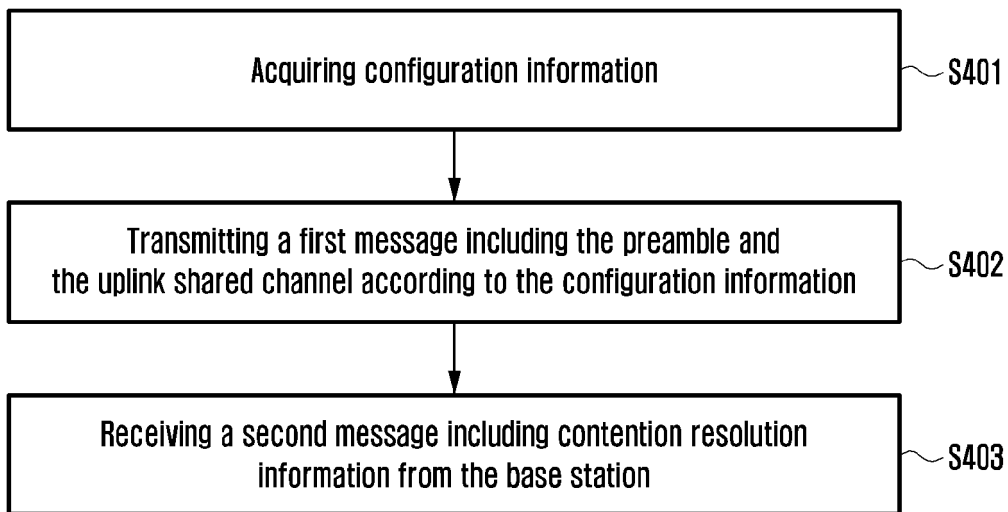 Acquiring configuration information
S401
Transmitting a first message including the preamble and
the uplink shared channel according to the configuration information
S402
Receiving a second message including contention resolution
information from the base station
S403